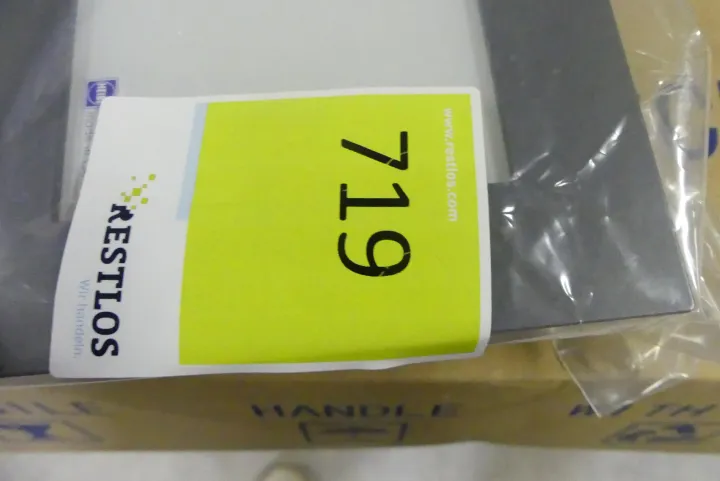 www.restlos.com
719
RESTLOS
Wir handeln.
HANDLE